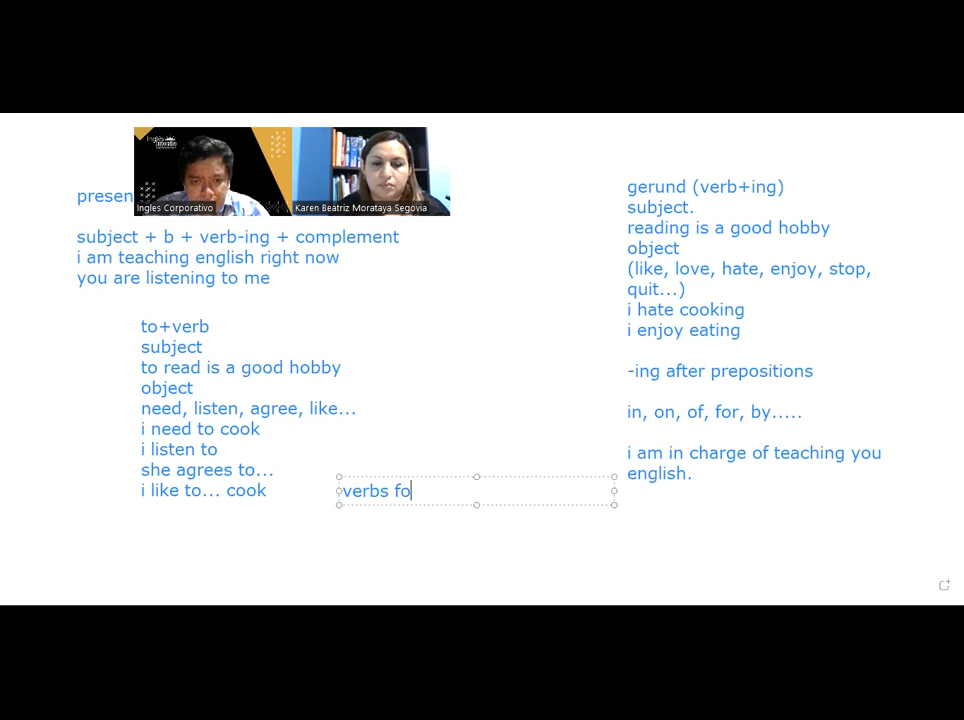 Inglés
Ingles Corporativo
Karen Beatriz Morataya Segovia
presen
subject + b + verb-ing + complement
i am teaching english right now
you are listening to me
to+verb
subject
to read is a good hobby
object
need, listen, agree, like...
i need to cook
i listen to
she agrees to...
i like to... cook
verbs fo
gerund (verb+ing)
subject.
reading is a good hobby
object
(like, love, hate, enjoy, stop,
quit...)
i hate cooking
i enjoy eating
-ing after prepositions
in, on, of, for, by.....
i am in charge of teaching you
english.